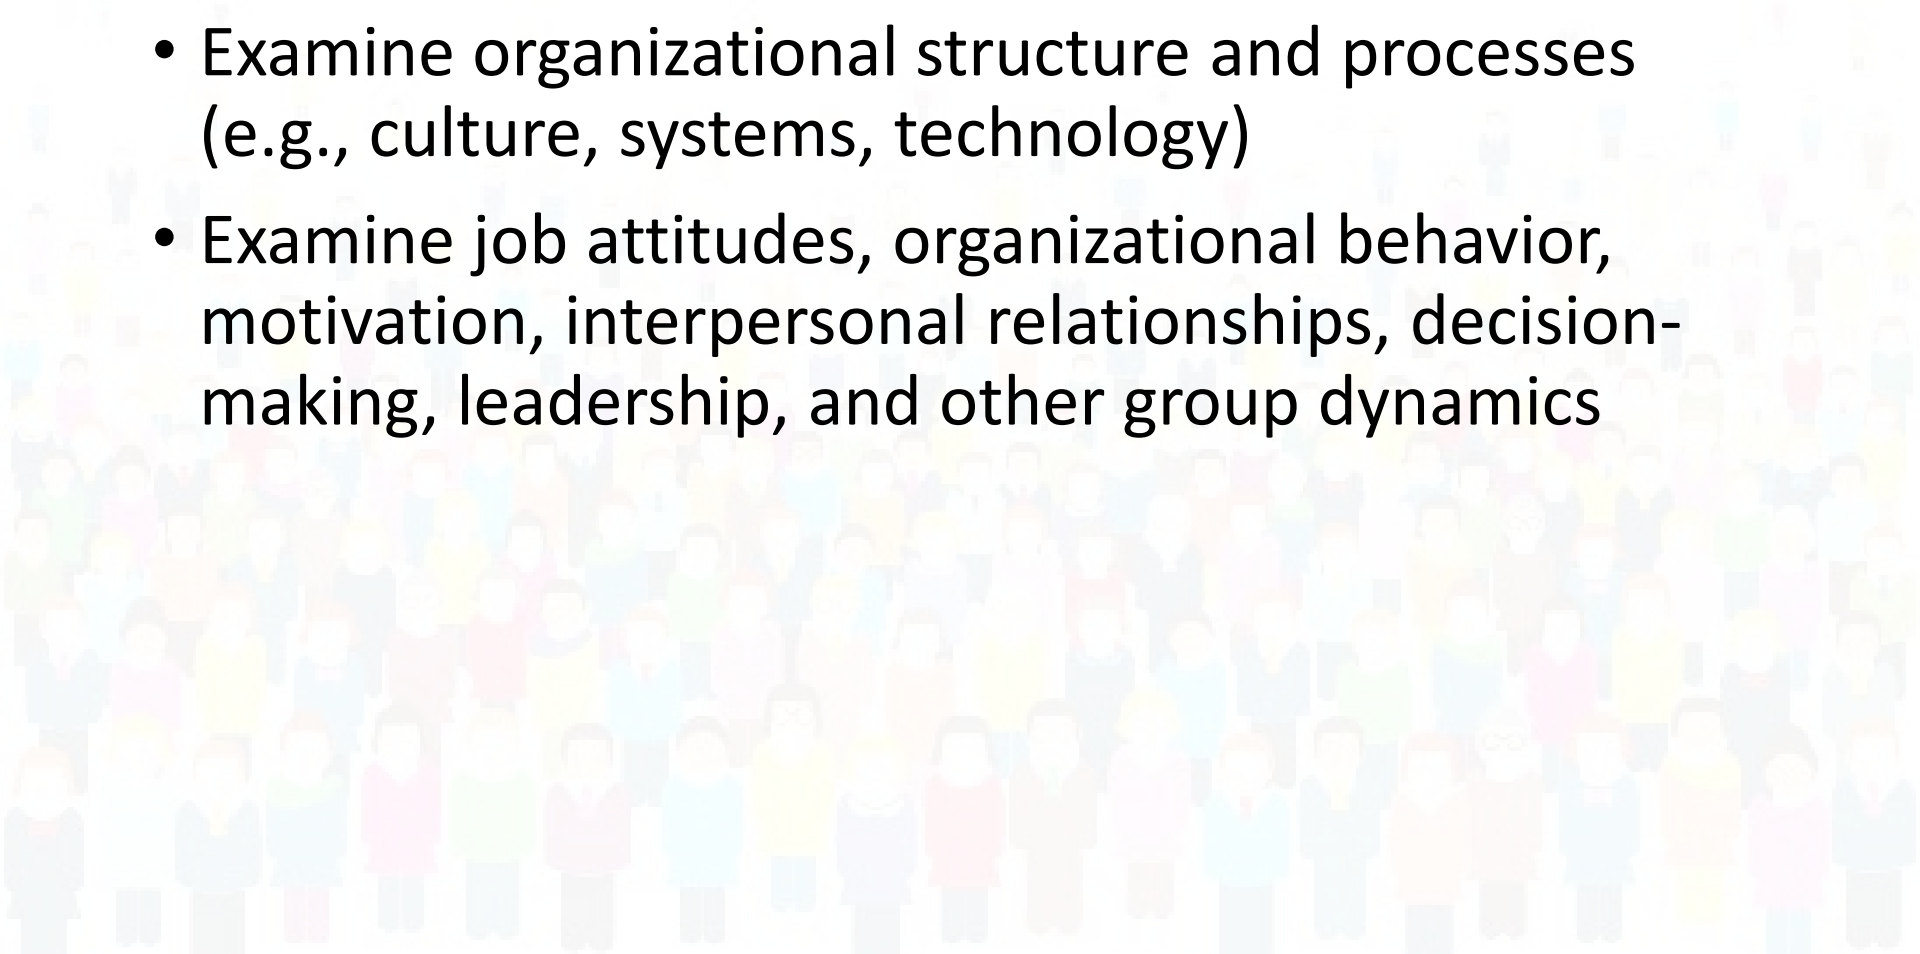 • Examine organizational structure and processes
(e.g., culture, systems, technology)
• Examine job attitudes, organizational behavior,
motivation, interpersonal relationships, decision-
making, leadership, and other group dynamics